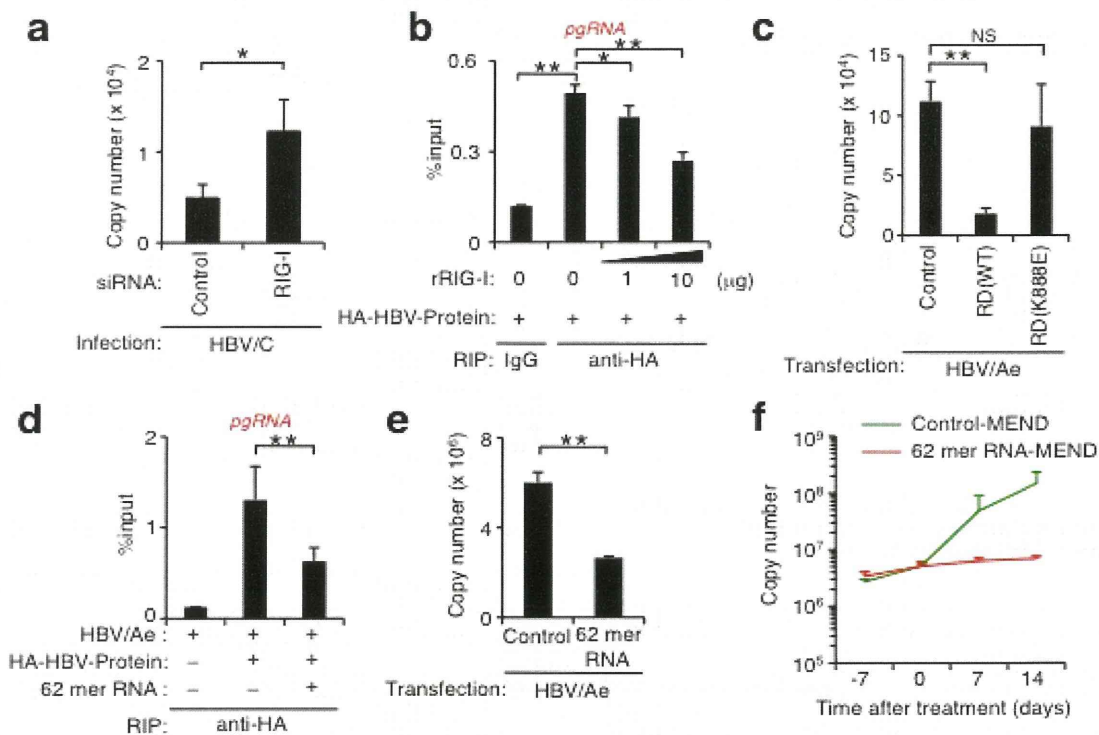 a
*
Copy number (x 10⁴)
2
1
0
siRNA:
Control
RIG-I
Infection:
HBV/C
b
pgRNA
**
**
*
%input
0.6
0.3
0
rRIG-I: 0 0 1 10 (μg)
HA-HBV-Protein: + + + +
RIP: IgG anti-HA
c
NS
**
Copy number (x 10⁴)
15
10
5
0
Control
RD(WT)
RD(K888E)
Transfection: HBV/Ae
d
pgRNA
**
%input
2
1
0
HBV/Ae : + + +
HA-HBV-Protein: – + +
62 mer RNA : – – +
RIP: anti-HA
e
**
Copy number (x 10⁶)
8
6
4
2
0
Control 62 mer
RNA
Transfection: HBV/Ae
f
Control-MEND
62 mer RNA-MEND
Copy number
10⁹
10⁸
10⁷
10⁶
10⁵
-7 0 7 14
Time after treatment (days)